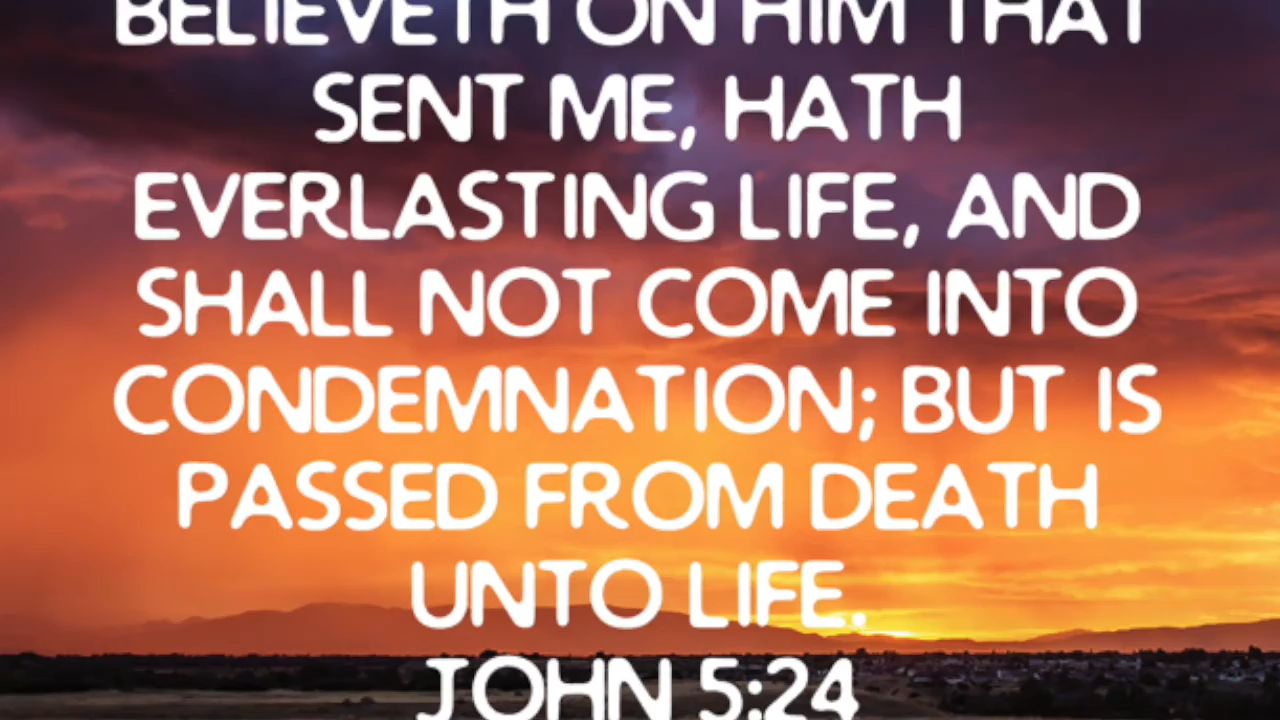 BELIEVETH ON HIM THAT
SENT ME, HATH
EVERLASTING LIFE, AND
SHALL NOT COME INTO
CONDEMNATION; BUT IS
PASSED FROM DEATH
UNTO LIFE.
JOHN 5:24